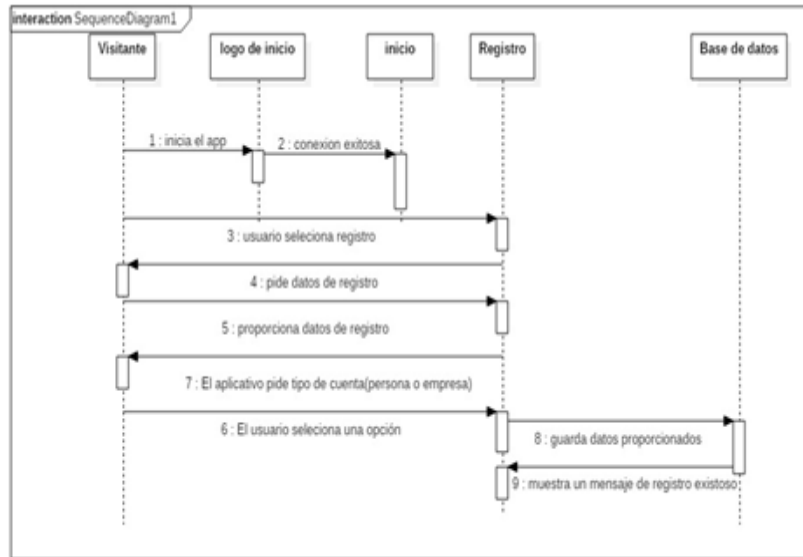 interaction SequenceDiagram1
Visitante
logo de inicio
inicio
Registro
Base de datos
1 : inicia el app
2 : conexion exitosa
3 : usuario seleciona registro
4 : pide datos de registro
5 : proporciona datos de registro
7 : El aplicativo pide tipo de cuenta(persona o empresa)
6 : El usuario seleciona una opción
8 : guarda datos proporcionados
9 : muestra un mensaje de registro existoso